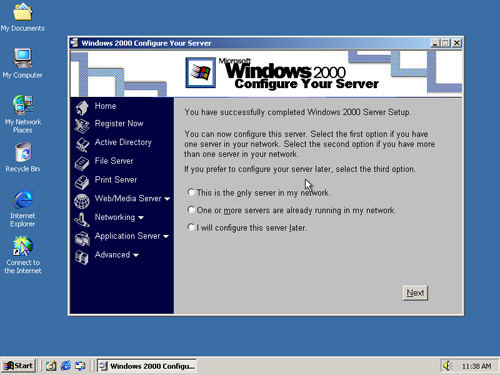 My Documents
My Computer
My Network
Places
Recycle Bin
Internet
Explorer
Connect to
the Internet
Windows 2000 Configure Your Server
Microsoft
Windows 2000
Configure Your Server
Home
Register Now
Active Directory
File Server
Print Server
Web/Media Server
Networking
Application Server
Advanced
You have successfully completed Windows 2000 Server Setup.
You can now configure this server. Select the first option if you have
one server in your network. Select the second option if you have more
than one server in your network.
If you prefer to configure your server later, select the third option.
This is the only server in my network.
One or more servers are already running in my network.
I will configure this server later.
Next
Start
Windows 2000 Configu...
11:38 AM